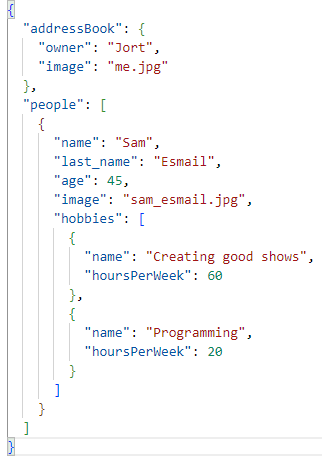 {
  "addressBook": {
    "owner": "Jort",
    "image": "me.jpg"
  },
  "people": [
    {
      "name": "Sam",
      "last_name": "Esmail",
      "age": 45,
      "image": "sam_esmail.jpg",
      "hobbies": [
        {
          "name": "Creating good shows",
          "hoursPerWeek": 60
        },
        {
          "name": "Programming",
          "hoursPerWeek": 20
        }
      ]
    }
  ]
}